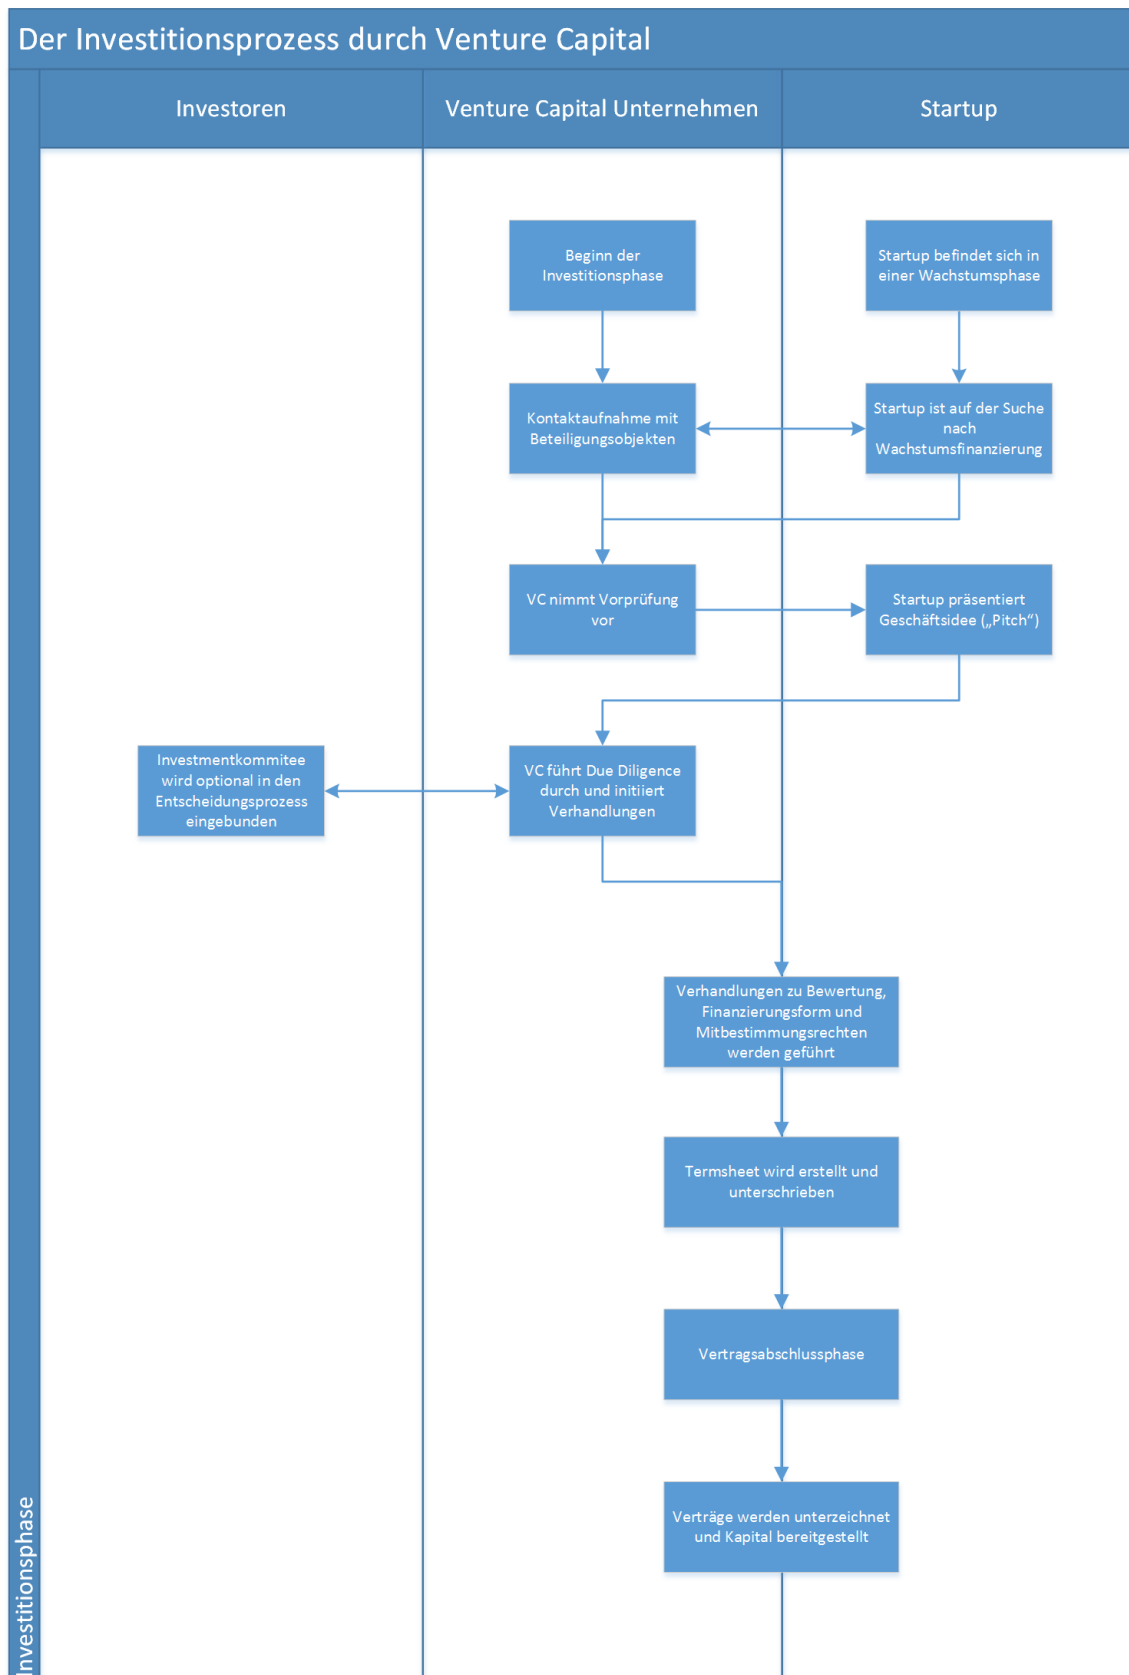 Der Investitionsprozess durch Venture Capital
Investoren
Venture Capital Unternehmen
Startup
Beginn der
Investitionsphase
Startup befindet sich in
einer Wachstumsphase
Kontaktaufnahme mit
Beteiligungsobjekten
Startup ist auf der Suche
nach
Wachstumsfinanzierung
VC nimmt Vorprüfung
vor
Startup präsentiert
Geschäftsidee („Pitch“)
Investmentkommitee
wird optional in den
Entscheidungsprozess
eingebunden
VC führt Due Diligence
durch und initiiert
Verhandlungen
Verhandlungen zu Bewertung,
Finanzierungsform und
Mitbestimmungsrechten
werden geführt
Termsheet wird erstellt und
unterschrieben
Vertragsabschlussphase
Verträge werden unterzeichnet
und Kapital bereitgestellt
Investitionsphase